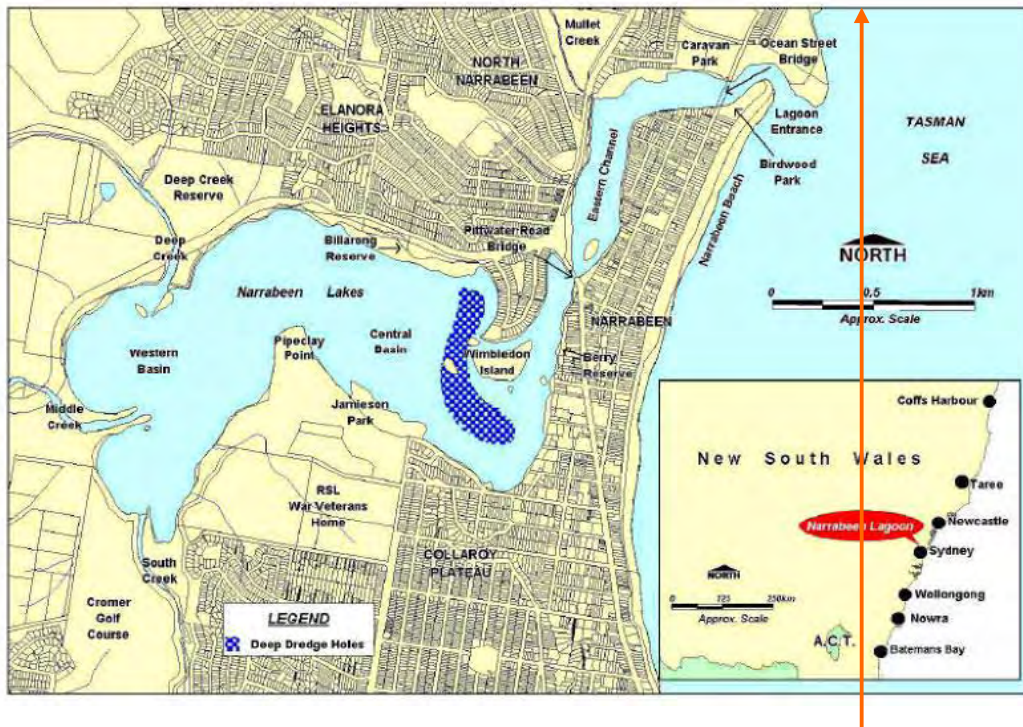 Mullet
Creek
Caravan
Park
Ocean Street
Bridge
NORTH
NARRABEEN
ELANORA
HEIGHTS
Lagoon
Entrance
TASMAN
SEA
Birdwood
Park
Eastern Channel
Narrabeen Beach
Deep Creek
Reserve
Deep
Creek
Billarong
Reserve
Pittwater Road
Bridge
NORTH
0 0.5 1km
Approx. Scale
Narrabeen Lakes
NARRABEEN
Central
Basin
Pipeclay
Point
Western
Basin
Wimbledon
Island
Berry
Reserve
Jamieson
Park
Middle
Creek
RSL
War Veterans
Home
COLLAROY
PLATEAU
South
Creek
Cromer
Golf
Course
LEGEND
Deep Dredge Holes
Coffs Harbour
New South Wales
Taree
Narrabeen Lagoon
Newcastle
Sydney
NORTH
0 125 250km
Approx. Scale
Wollongong
Nowra
A.C.T.
Batemans Bay